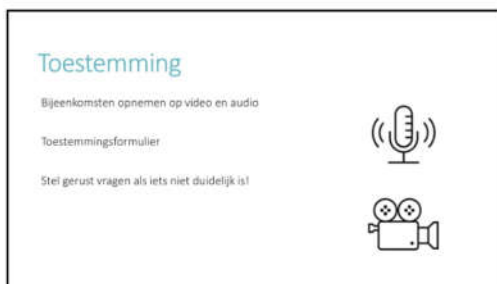 Toestemming
Bijeenkomsten opnemen op video en audio
Toestemmingsformulier
Stel gerust vragen als iets niet duidelijk is!